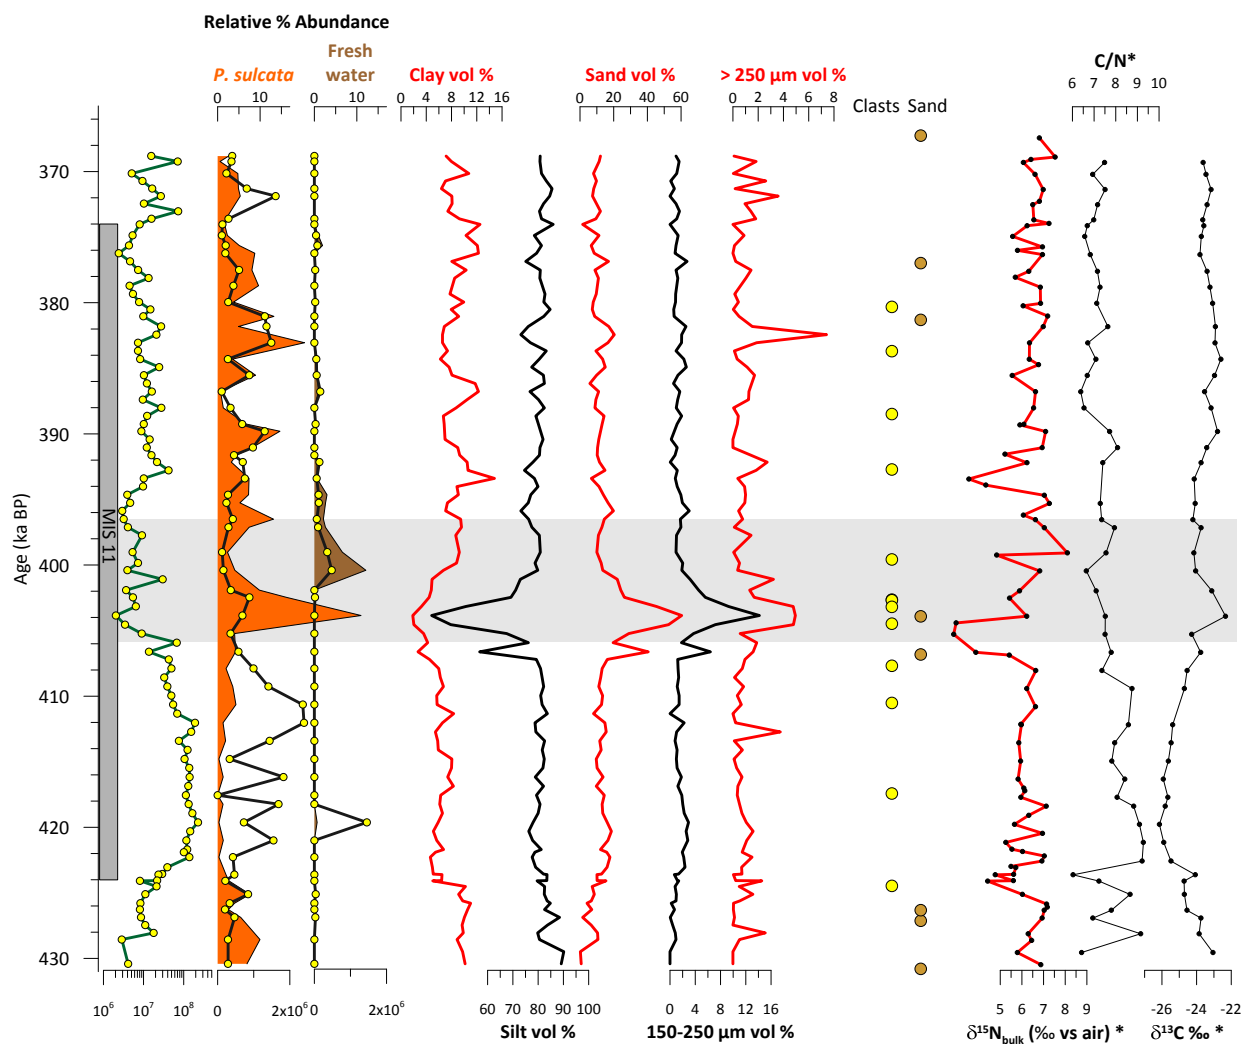 Relative % Abundance
Fresh
water
P. sulcata
Clay vol %
Sand vol %
> 250 µm vol %
C/N*
0 10
0 10
0 4 8 12 16
0 20 40 60
0 2 4 6 8
Clasts Sand
6 7 8 9 10
370
380
390
400
410
420
430
Age (ka BP)
MIS 11
10⁶ 10⁷ 10⁸
0 2x10⁶
0 2x10⁶
60 70 80 90 100
0 4 8 12 16
5 6 7 8 9
-26 -24 -22
Silt vol %
150-250 µm vol %
δ¹⁵N bulk (‰ vs air) *
δ¹³C ‰ *